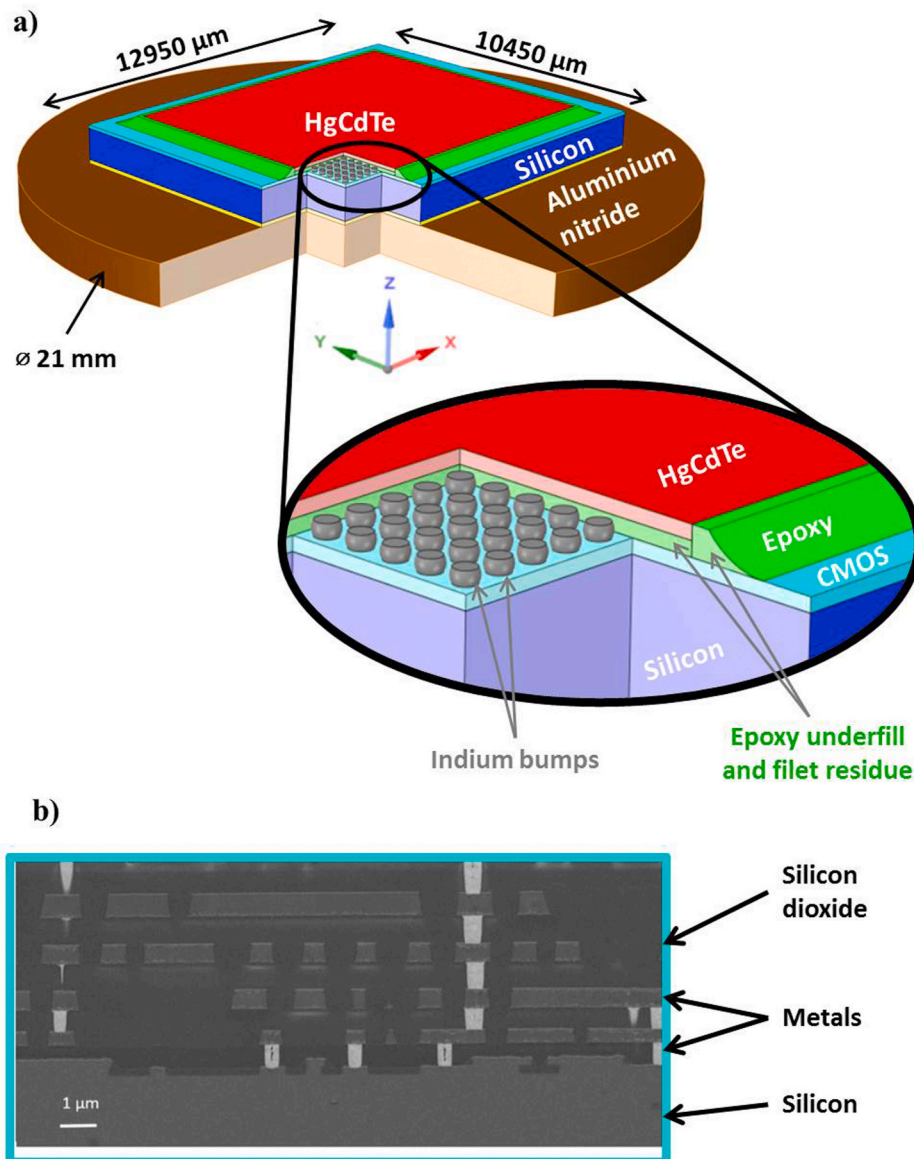 a)
12950 µm
10450 µm
HgCdTe
Silicon
Aluminium
nitride
ø 21 mm
Z
Y
X
HgCdTe
Epoxy
CMOS
Silicon
Indium bumps
Epoxy underfill
and filet residue
b)
Silicon
dioxide
Metals
Silicon
1 µm